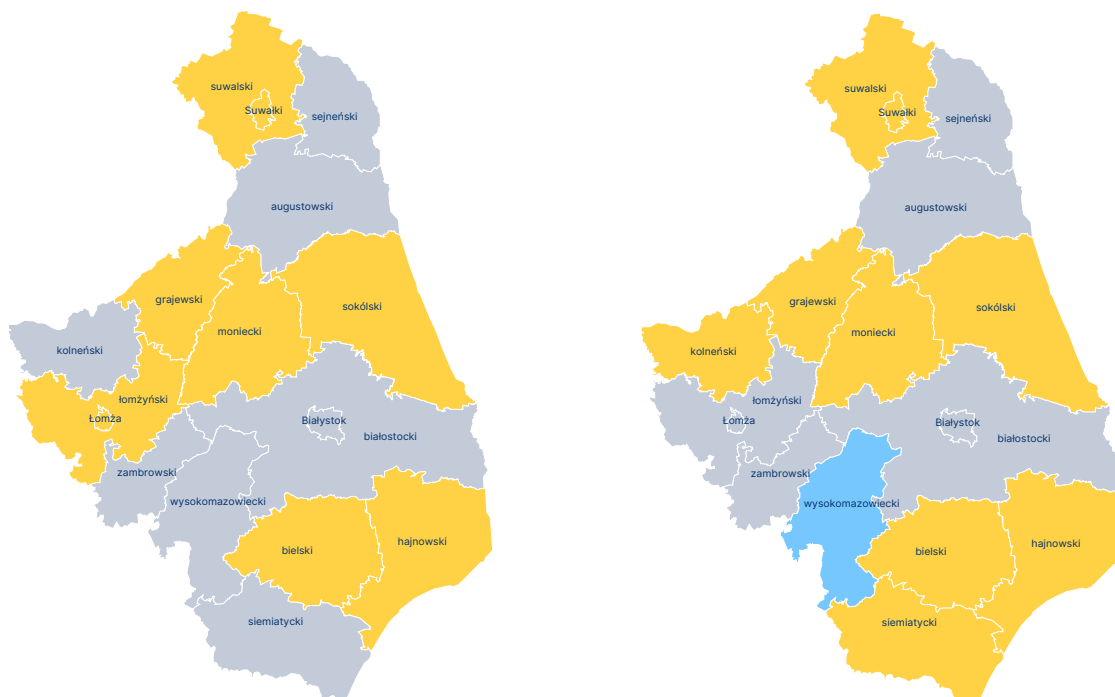 suwalski
Suwałki
sejneński
augustowski
grajewski
sokólski
moniecki
kolneński
łomżyński
Łomża
Białystok
białostocki
zambrowski
wysokomazowiecki
hajnowski
bielski
siemiatycki
suwalski
Suwałki
sejneński
augustowski
grajewski
sokólski
moniecki
kolneński
łomżyński
Łomża
Białystok
białostocki
zambrowski
wysokomazowiecki
hajnowski
bielski
siemiatycki